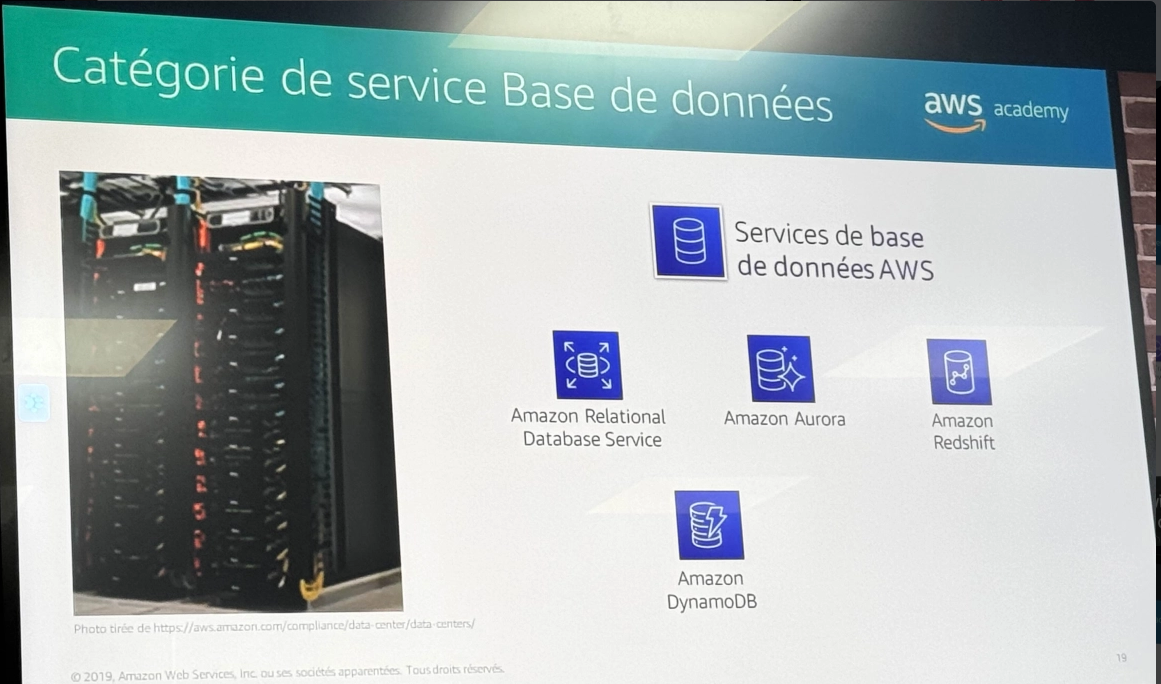 Catégorie de service Base de données
aws academy
Services de base
de données AWS
Amazon Relational
Database Service
Amazon Aurora
Amazon
Redshift
Amazon
DynamoDB
Photo tirée de https://aws.amazon.com/compliance/data-center/data-centers/
© 2019, Amazon Web Services, Inc. ou ses sociétés apparentées. Tous droits réservés.
19